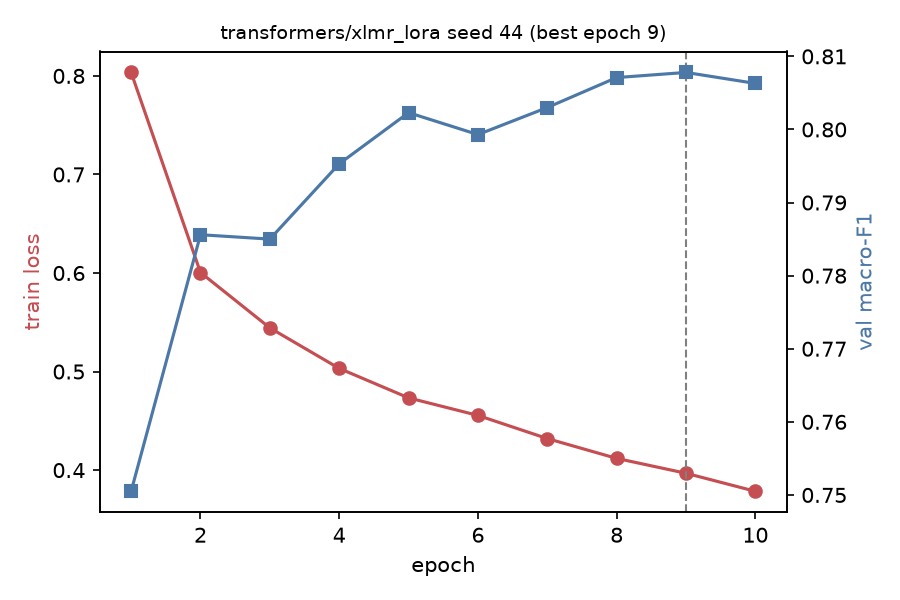 transformers/xlmr_lora seed 44 (best epoch 9)
0.8
0.7
0.6
0.5
0.4
train loss
0.81
0.80
0.79
0.78
0.77
0.76
0.75
val macro-F1
2 4 6 8 10
epoch